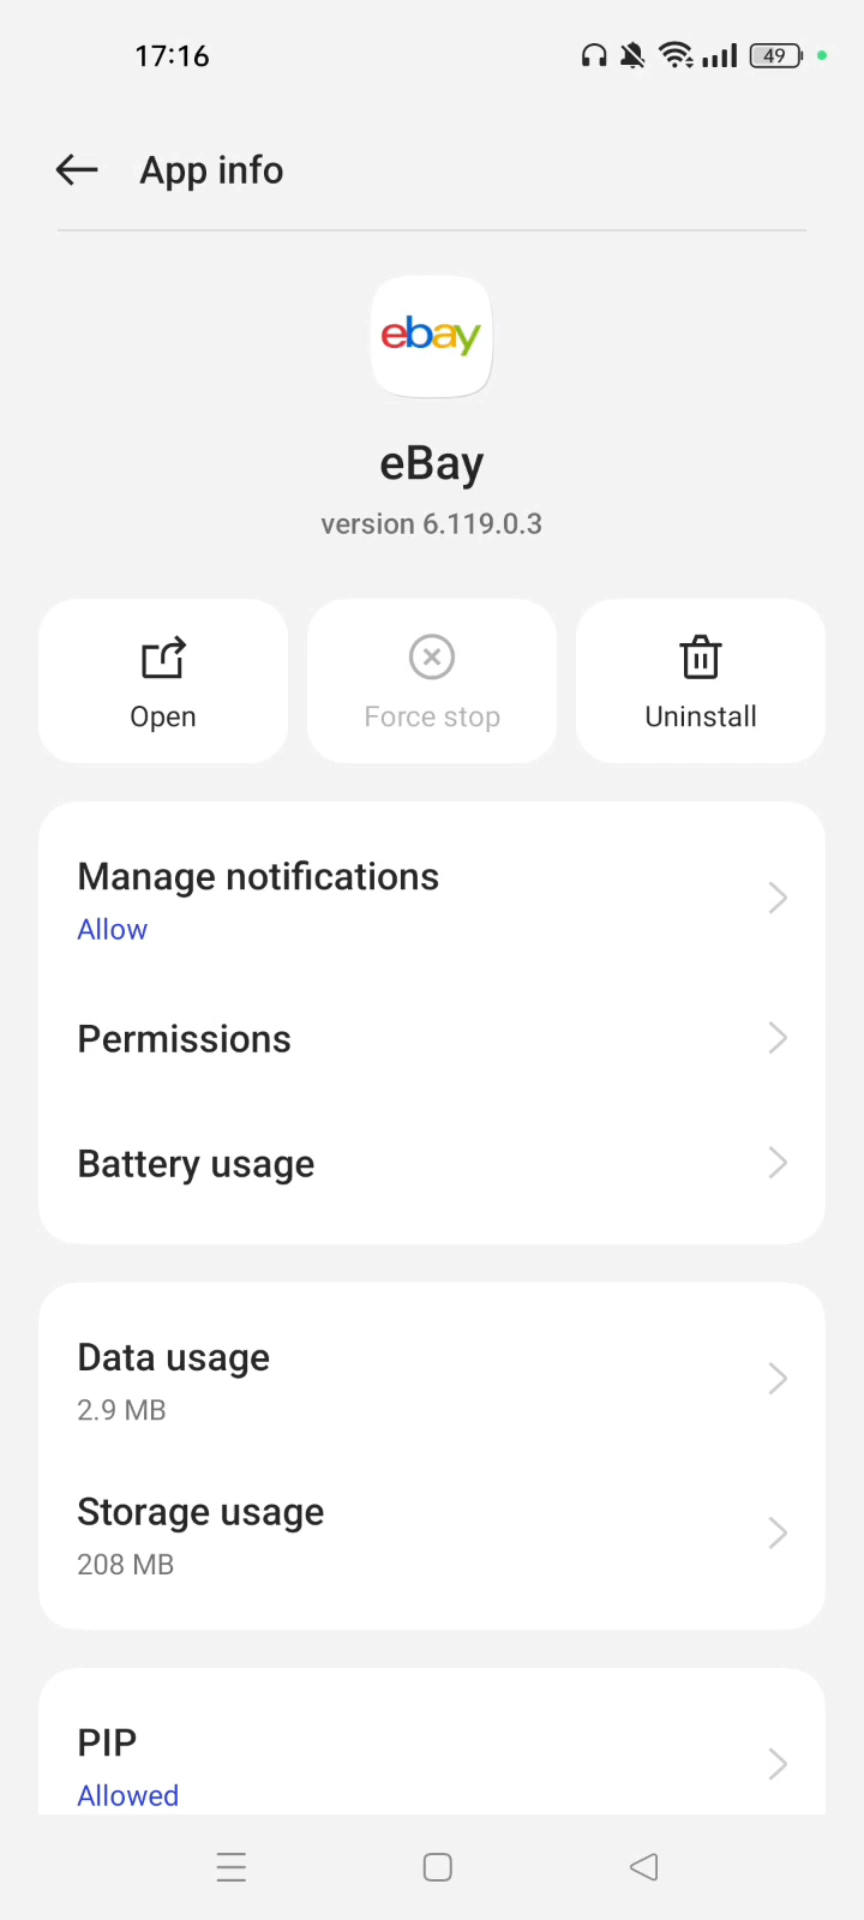 17:16
49
App info
ebay
eBay
version 6.119.0.3
Open
Force stop
Uninstall
Manage notifications
Allow
Permissions
Battery usage
Data usage
2.9 MB
Storage usage
208 MB
PIP
Allowed